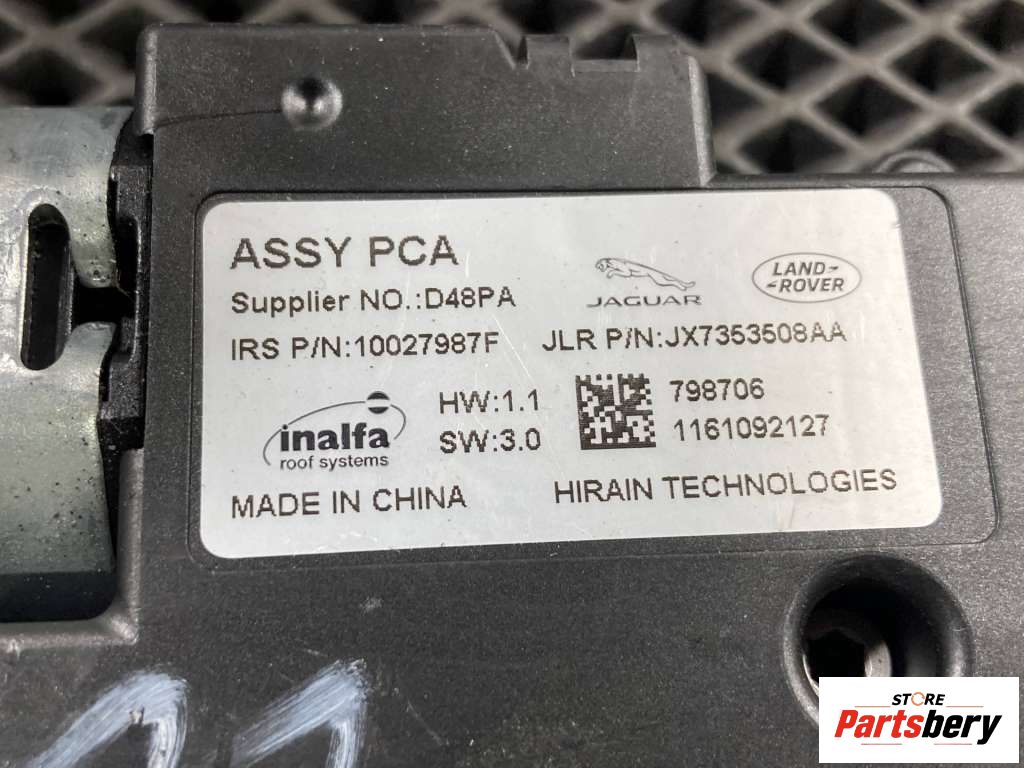 ASSY PCA
Supplier NO.:D48PA
JAGUAR
LAND-
-ROVER
IRS P/N:10027987F
JLR P/N:JX7353508AA
inalfa
roof systems
HW:1.1
SW:3.0
798706
1161092127
MADE IN CHINA
HIRAIN TECHNOLOGIES
STORE
Partsbery